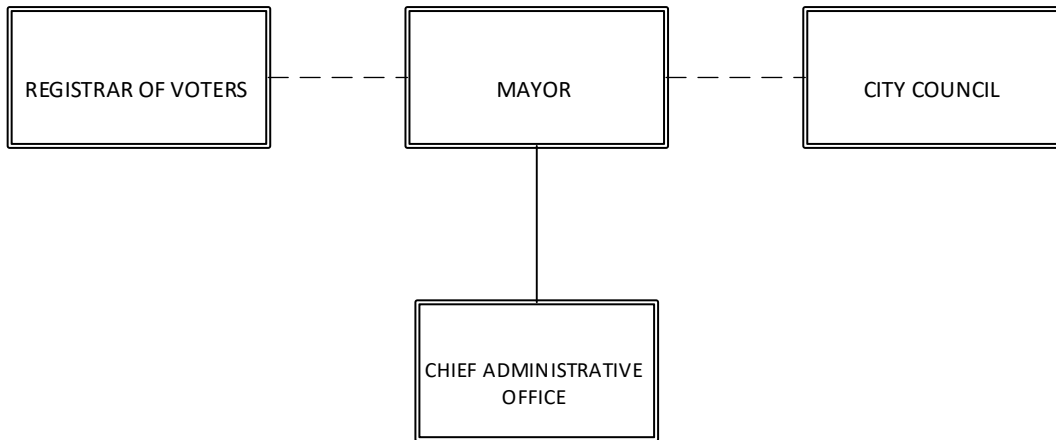 REGISTRAR OF VOTERS
MAYOR
CITY COUNCIL
CHIEF ADMINISTRATIVE
OFFICE